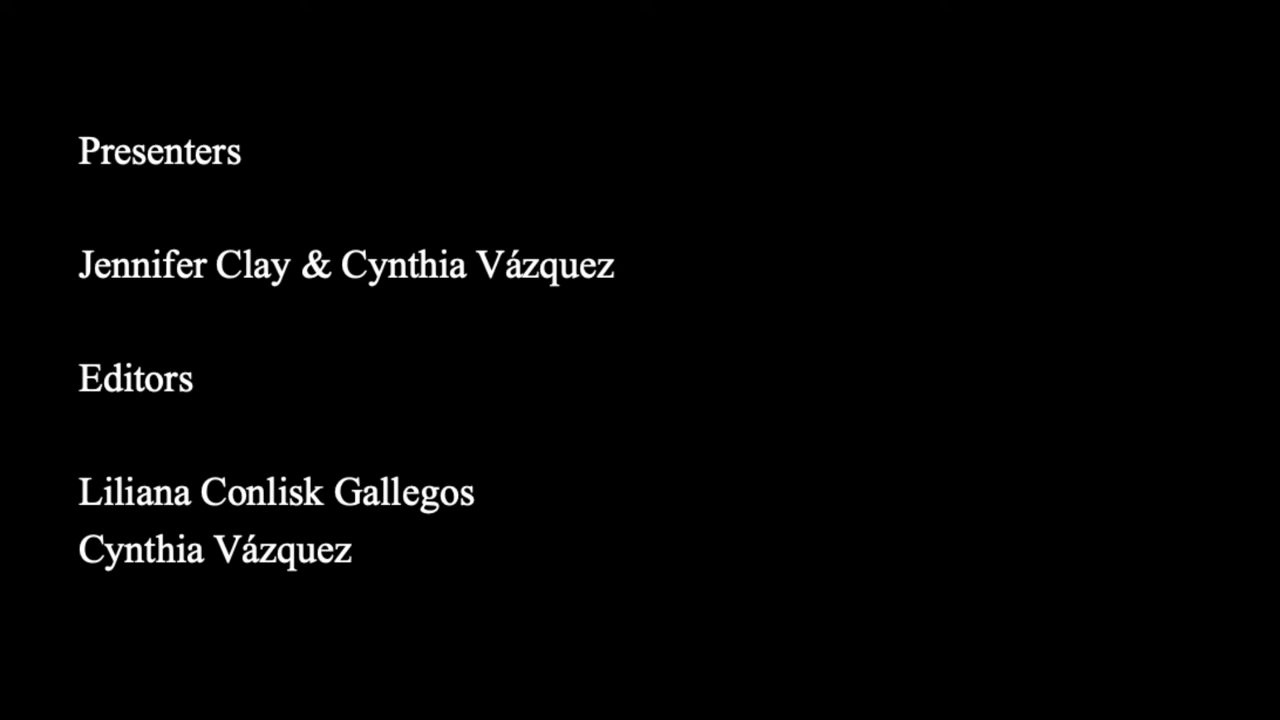 Presenters
Jennifer Clay & Cynthia Vázquez
Editors
Liliana Conlisk Gallegos
Cynthia Vázquez